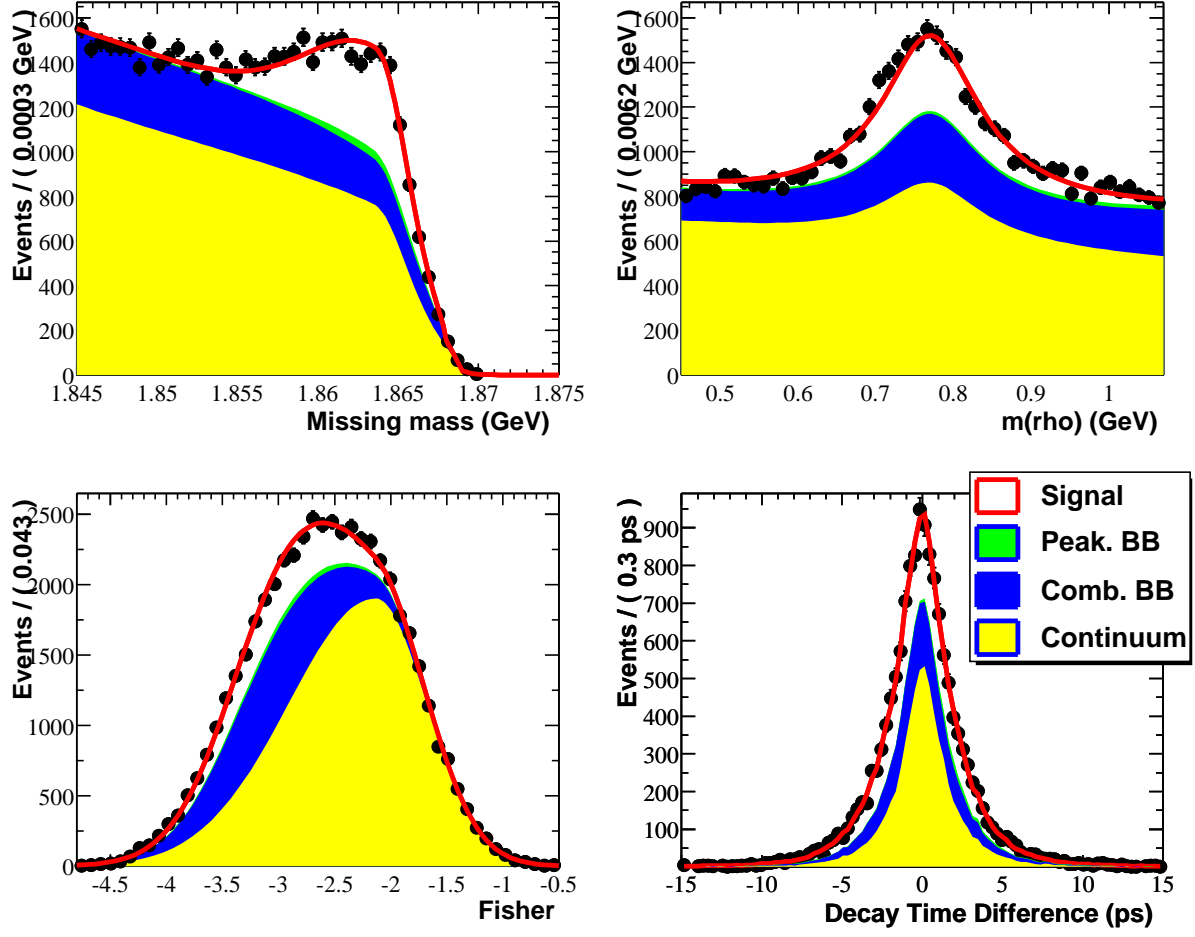 Events / ( 0.0003 GeV )
1600
1400
1200
1000
800
600
400
200
0
1.845 1.85 1.855 1.86 1.865 1.87 1.875
Missing mass (GeV)
Events / ( 0.0062 GeV )
1600
1400
1200
1000
800
600
400
200
0
0.5 0.6 0.7 0.8 0.9 1
m(rho) (GeV)
Events / ( 0.043 )
2500
2000
1500
1000
500
0
-4.5 -4 -3.5 -3 -2.5 -2 -1.5 -1 -0.5
Fisher
Events / ( 0.3 ps )
900
800
700
600
500
400
300
200
100
-15 -10 -5 0 5 10 15
Decay Time Difference (ps)
Signal
Peak. BB
Comb. BB
Continuum